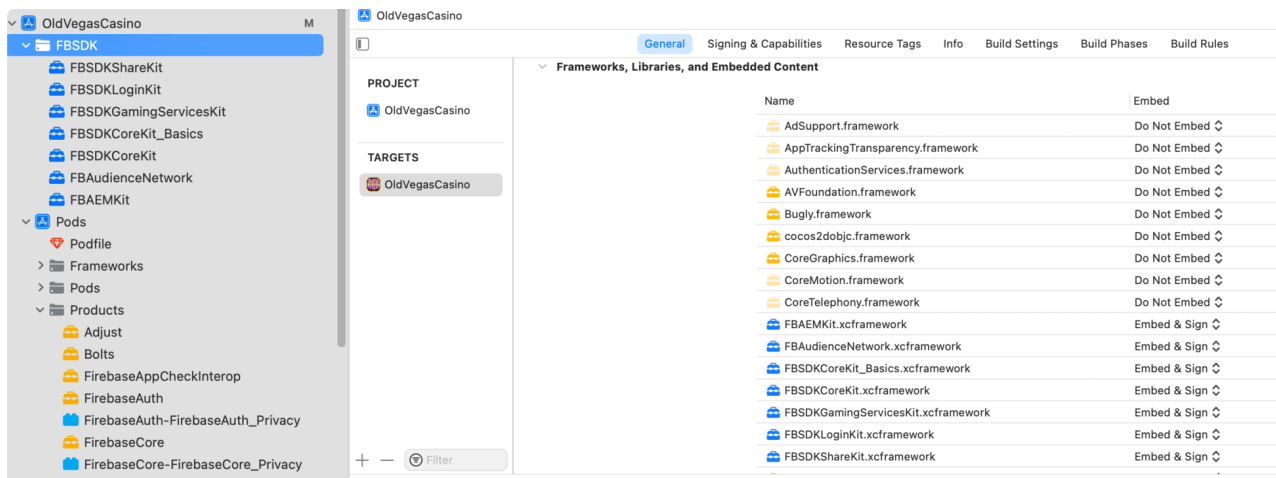 OldVegasCasino M
FBSDK
FBSDKShareKit
FBSDKLoginKit
FBSDKGamingServicesKit
FBSDKCoreKit_Basics
FBSDKCoreKit
FBAudienceNetwork
FBAEMKit
Pods
Podfile
Frameworks
Pods
Products
Adjust
Bolts
FirebaseAppCheckInterop
FirebaseAuth
FirebaseAuth-FirebaseAuth_Privacy
FirebaseCore
FirebaseCore-FirebaseCore_Privacy
OldVegasCasino
General Signing & Capabilities Resource Tags Info Build Settings Build Phases Build Rules
PROJECT
OldVegasCasino
TARGETS
OldVegasCasino
Filter
Frameworks, Libraries, and Embedded Content
Name Embed
AdSupport.framework Do Not Embed
AppTrackingTransparency.framework Do Not Embed
AuthenticationServices.framework Do Not Embed
AVFoundation.framework Do Not Embed
Bugly.framework Do Not Embed
cocos2dobjc.framework Do Not Embed
CoreGraphics.framework Do Not Embed
CoreMotion.framework Do Not Embed
CoreTelephony.framework Do Not Embed
FBAEMKit.xcframework Embed & Sign
FBAudienceNetwork.xcframework Embed & Sign
FBSDKCoreKit_Basics.xcframework Embed & Sign
FBSDKCoreKit.xcframework Embed & Sign
FBSDKGamingServicesKit.xcframework Embed & Sign
FBSDKLoginKit.xcframework Embed & Sign
FBSDKShareKit.xcframework Embed & Sign